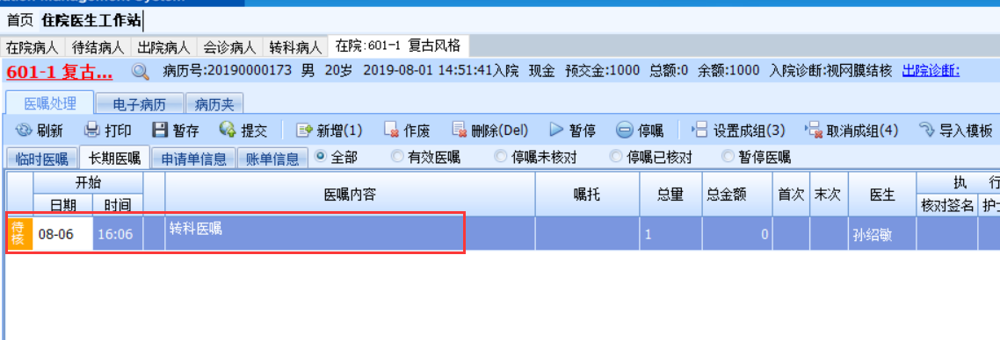 首页 住院医生工作站
在院病人 待结病人 出院病人 会诊病人 转科病人 在院:601-1 复古风格
601-1 复古... 病历号:20190000173 男 20岁 2019-08-01 14:51:41入院 现金 预交金:1000 总额:0 余额:1000 入院诊断:视网膜结核 出院诊断:
医嘱处理 电子病历 病历夹
刷新 打印 暂存 提交 新增(1) 作废 删除(Del) 暂停 停嘱 设置成组(3) 取消成组(4) 导入模板
临时医嘱 长期医嘱 申请单信息 账单信息 全部 有效医嘱 停嘱未核对 停嘱已核对 暂停医嘱
开始 医嘱内容 嘱托 总量 总金额 首次 末次 医生 执 行
日期 时间 核对签名
待核 08-06 16:06 转科医嘱 1 0 孙绍敏